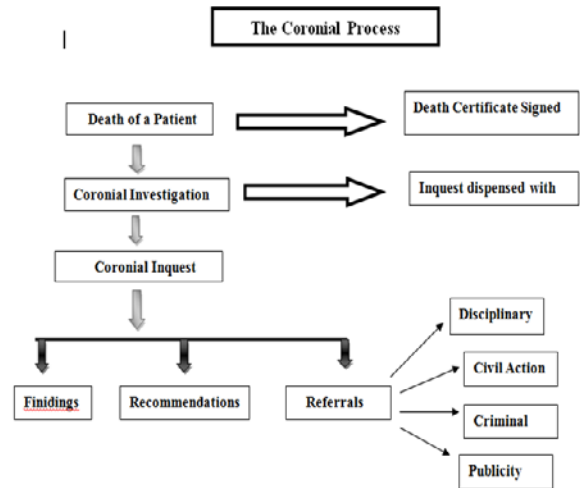 The Coronial Process
Death of a Patient
Death Certificate Signed
Coronial Investigation
Inquest dispensed with
Coronial Inquest
Disciplinary
Civil Action
Finidings
Recommendations
Referrals
Criminal
Publicity